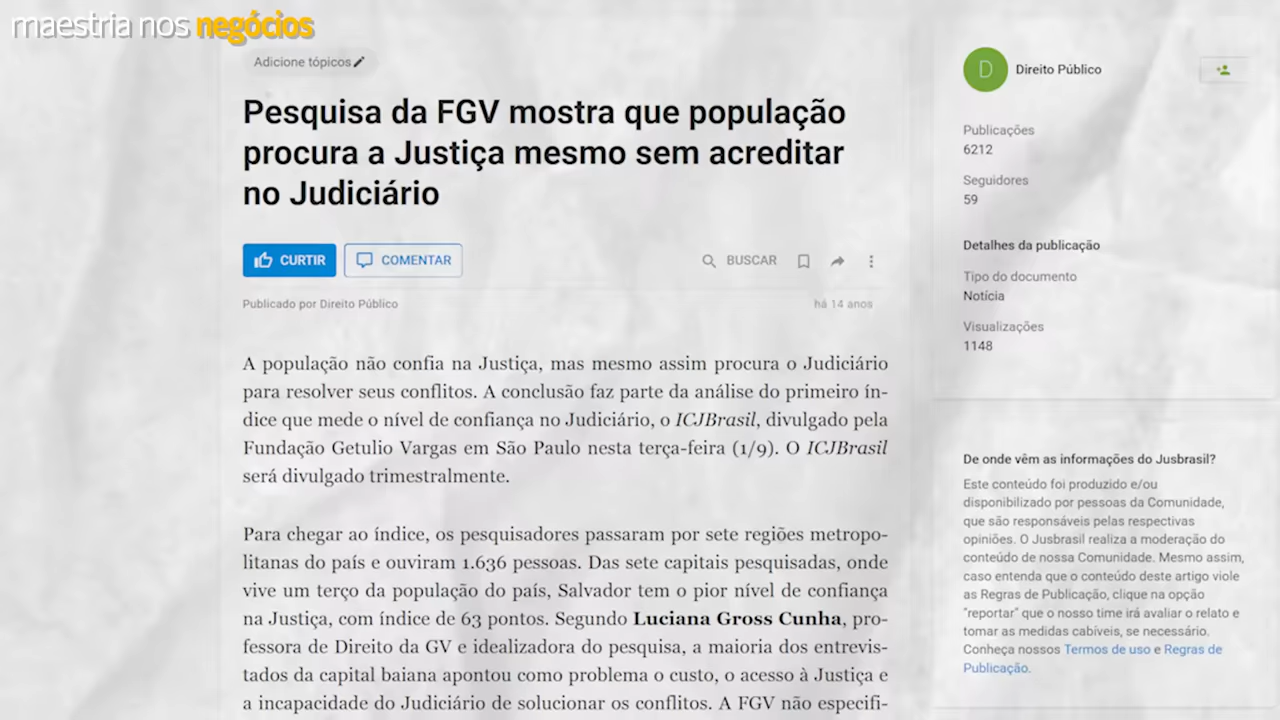 maestria nos negócios
Adicione tópicos
Pesquisa da FGV mostra que população
procura a Justiça mesmo sem acreditar
no Judiciário
CURTIR
COMENTAR
BUSCAR
Publicado por Direito Público
há 14 anos
A população não confia na Justiça, mas mesmo assim procura o Judiciário
para resolver seus conflitos. A conclusão faz parte da análise do primeiro ín-
dice que mede o nível de confiança no Judiciário, o ICJBrasil, divulgado pela
Fundação Getulio Vargas em São Paulo nesta terça-feira (1/9). O ICJBrasil
será divulgado trimestralmente.
Para chegar ao índice, os pesquisadores passaram por sete regiões metropo-
litanas do país e ouviram 1.636 pessoas. Das sete capitais pesquisadas, onde
vive um terço da população do país, Salvador tem o pior nível de confiança
na Justiça, com índice de 63 pontos. Segundo Luciana Gross Cunha, pro-
fessora de Direito da GV e idealizadora do pesquisa, a maioria dos entrevis-
tados da capital baiana apontou como problema o custo, o acesso à Justiça e
a incapacidade do Judiciário de solucionar os conflitos. A FGV não especifi-
D
Direito Público
Publicações
6212
Seguidores
59
Detalhes da publicação
Tipo do documento
Notícia
Visualizações
1148
De onde vêm as informações do Jusbrasil?
Este conteúdo foi produzido e/ou
disponibilizado por pessoas da Comunidade,
que são responsáveis pelas respectivas
opiniões. O Jusbrasil realiza a moderação do
conteúdo de nossa Comunidade. Mesmo assim,
caso entenda que o conteúdo deste artigo viole
as Regras de Publicação, clique na opção
"reportar" que o nosso time irá avaliar o relato e
tomar as medidas cabíveis, se necessário.
Conheça nossos Termos de uso e Regras de
Publicação.